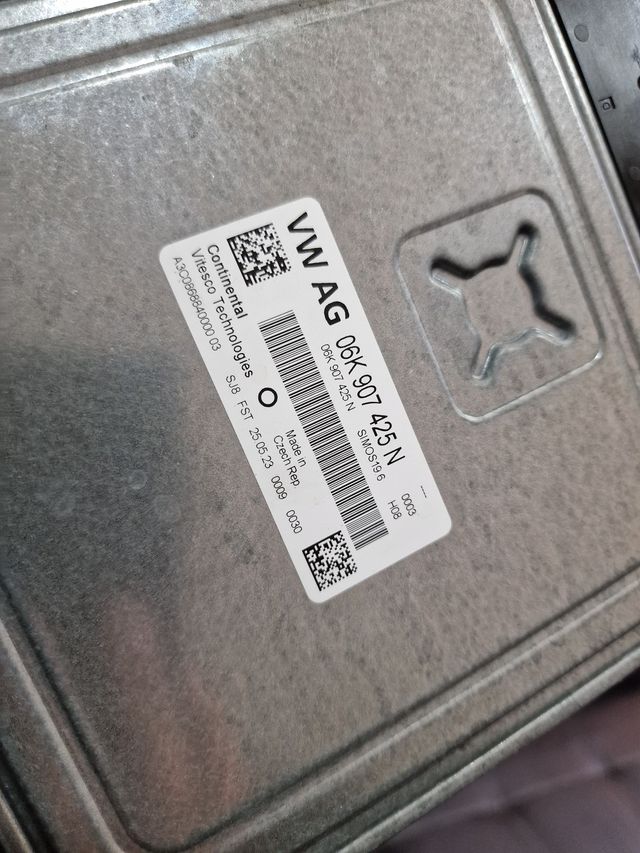 VW AG 06K 907 425 N ----
06K 907 425 N SIMOS19.6 0003
H08
Continental
Vitesco Technologies
Made in
Czech Rep
A3C0868840000 03 SJ8 FST 25.05.23 0009 0030